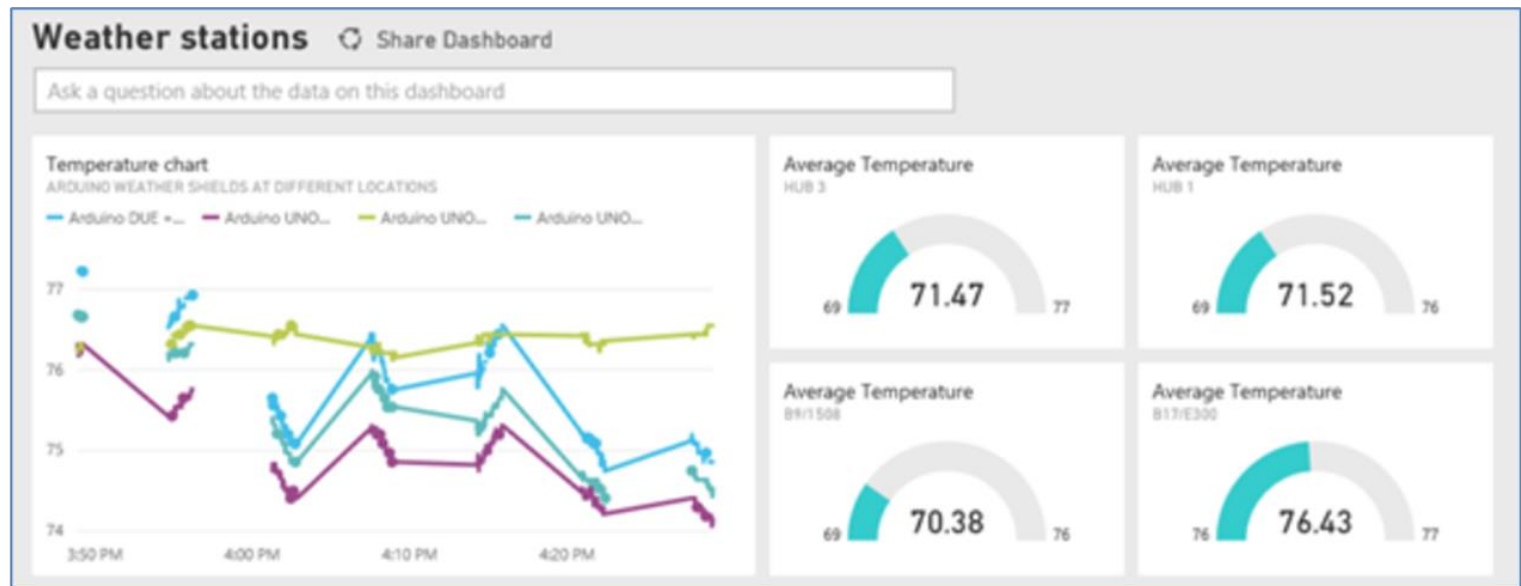 Weather stations Share Dashboard
Ask a question about the data on this dashboard
Temperature chart
ARDUINO WEATHER SHIELDS AT DIFFERENT LOCATIONS
Arduino DUE +... Arduino UNO... Arduino UNO... Arduino UNO...
77
76
75
74
3:50 PM 4:00 PM 4:10 PM 4:20 PM
Average Temperature
HUB 3
71.47
69 77
Average Temperature
HUB 1
71.52
69 76
Average Temperature
B9/1508
70.38
69 76
Average Temperature
B17/E300
76.43
76 77